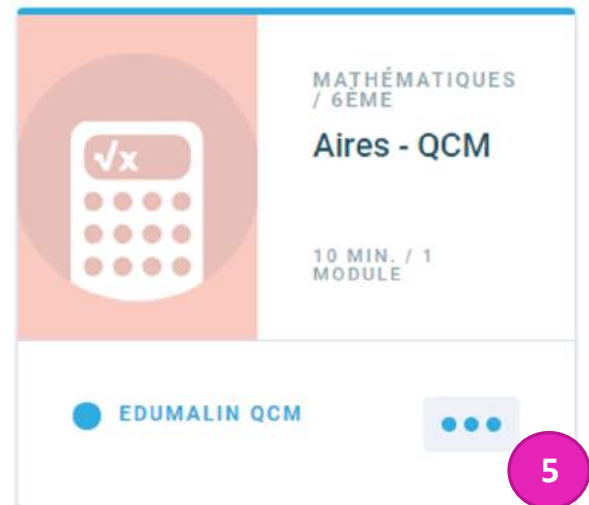 MATHÉMATIQUES
/ 6ÈME
Aires - QCM
√x
10 MIN. / 1
MODULE
EDUMALIN QCM
5